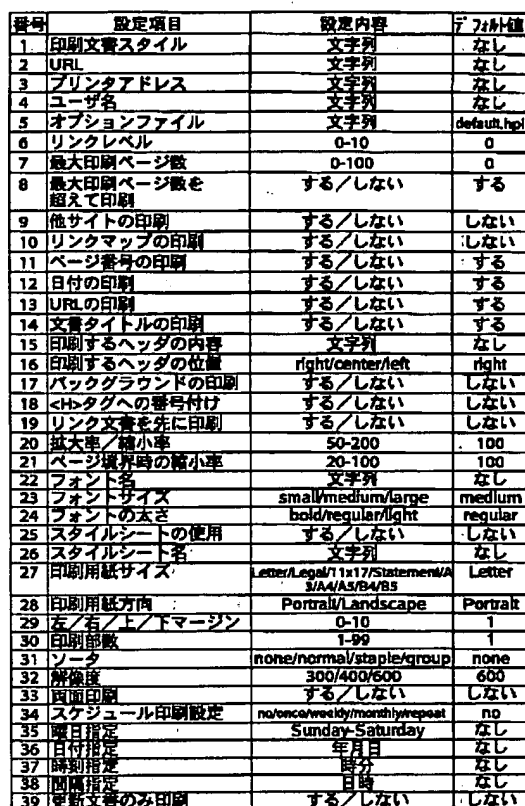 番号 設定項目 設定内容 デフォルト値
1 印刷文書スタイル 文字列 なし
2 URL 文字列 なし
3 プリンタアドレス 文字列 なし
4 ユーザ名 文字列 なし
5 オプションファイル 文字列 default.hpl
6 リンクレベル 0-10 0
7 最大印刷ページ数 0-100 0
8 最大印刷ページ数を する/しない する
超えて印刷
9 他サイトの印刷 する/しない しない
10 リンクマップの印刷 する/しない しない
11 ページ番号の印刷 する/しない する
12 日付の印刷 する/しない する
13 URLの印刷 する/しない する
14 文書タイトルの印刷 する/しない する
15 印刷するヘッダの内容 文字列 なし
16 印刷するヘッダの位置 right/center/left right
17 バックグラウンドの印刷 する/しない しない
18 <H>タグへの番号付け する/しない しない
19 リンク文書を先に印刷 する/しない しない
20 拡大率/縮小率 50-200 100
21 ページ境界時の縮小率 20-100 100
22 フォント名 文字列 なし
23 フォントサイズ small/medium/large medium
24 フォントの太さ bold/regular/light regular
25 スタイルシートの使用 する/しない しない
26 スタイルシート名 文字列 なし
27 印刷用紙サイズ Letter/Legal/11x17/Statement/A Letter
3/A4/A5/B4/B5
28 印刷用紙方向 Portrait/Landscape Portrait
29 左/右/上/下マージン 0-10 1
30 印刷部数 1-99 1
31 ソータ none/normal/staple/group none
32 解像度 300/400/600 600
33 両面印刷 する/しない しない
34 スケジュール印刷設定 no/once/weekly/monthly/repeat no
35 曜日指定 Sunday-Saturday なし
36 日付指定 年月日 なし
37 時刻指定 時分 なし
38 間隔指定 日時 なし
39 更新文書のみ印刷 する/しない しない